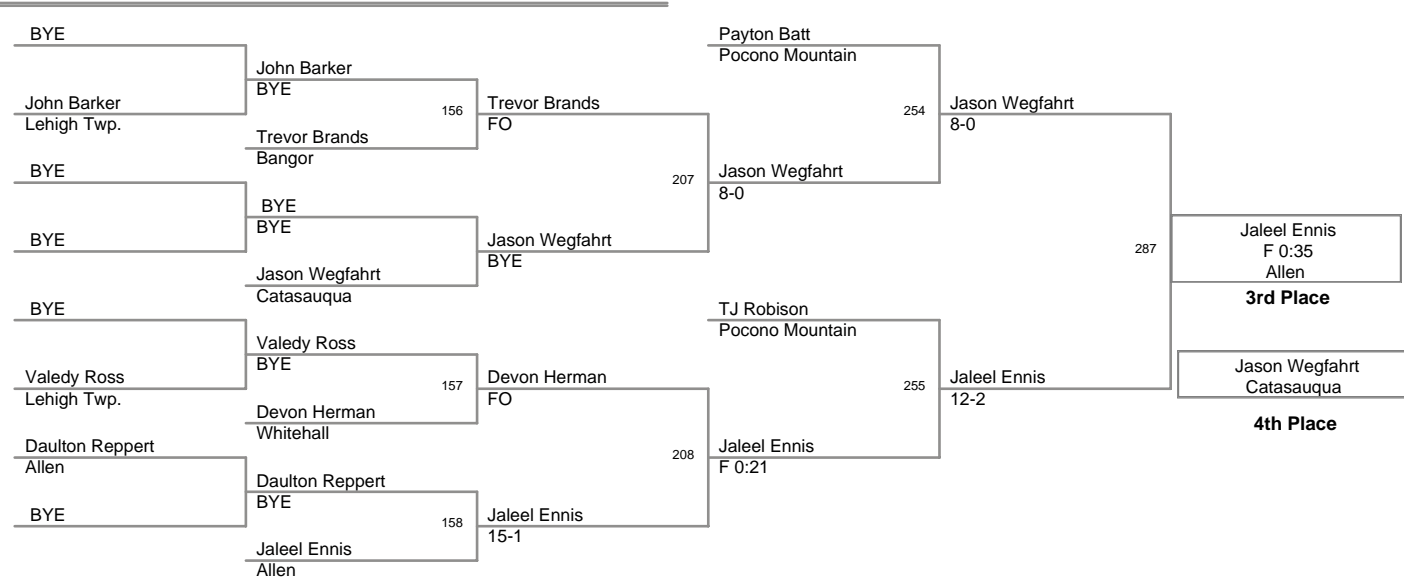 BYE
John Barker
Lehigh Twp.
BYE
BYE
BYE
Valedy Ross
Lehigh Twp.
Daulton Reppert
Allen
BYE
John Barker
BYE
156
Trevor Brands
Bangor
BYE
BYE
Jason Wegfahrt
Catasauqua
Valedy Ross
BYE
157
Devon Herman
Whitehall
Daulton Reppert
BYE
158
Jaleel Ennis
Allen
Trevor Brands
FO
207
Jason Wegfahrt
BYE
Devon Herman
FO
208
Jaleel Ennis
15-1
Payton Batt
Pocono Mountain
254
Jason Wegfahrt
8-0
TJ Robison
Pocono Mountain
255
Jaleel Ennis
F 0:21
Jason Wegfahrt
8-0
287
Jaleel Ennis
12-2
Jaleel Ennis
F 0:35
Allen
3rd Place
Jason Wegfahrt
Catasauqua
4th Place